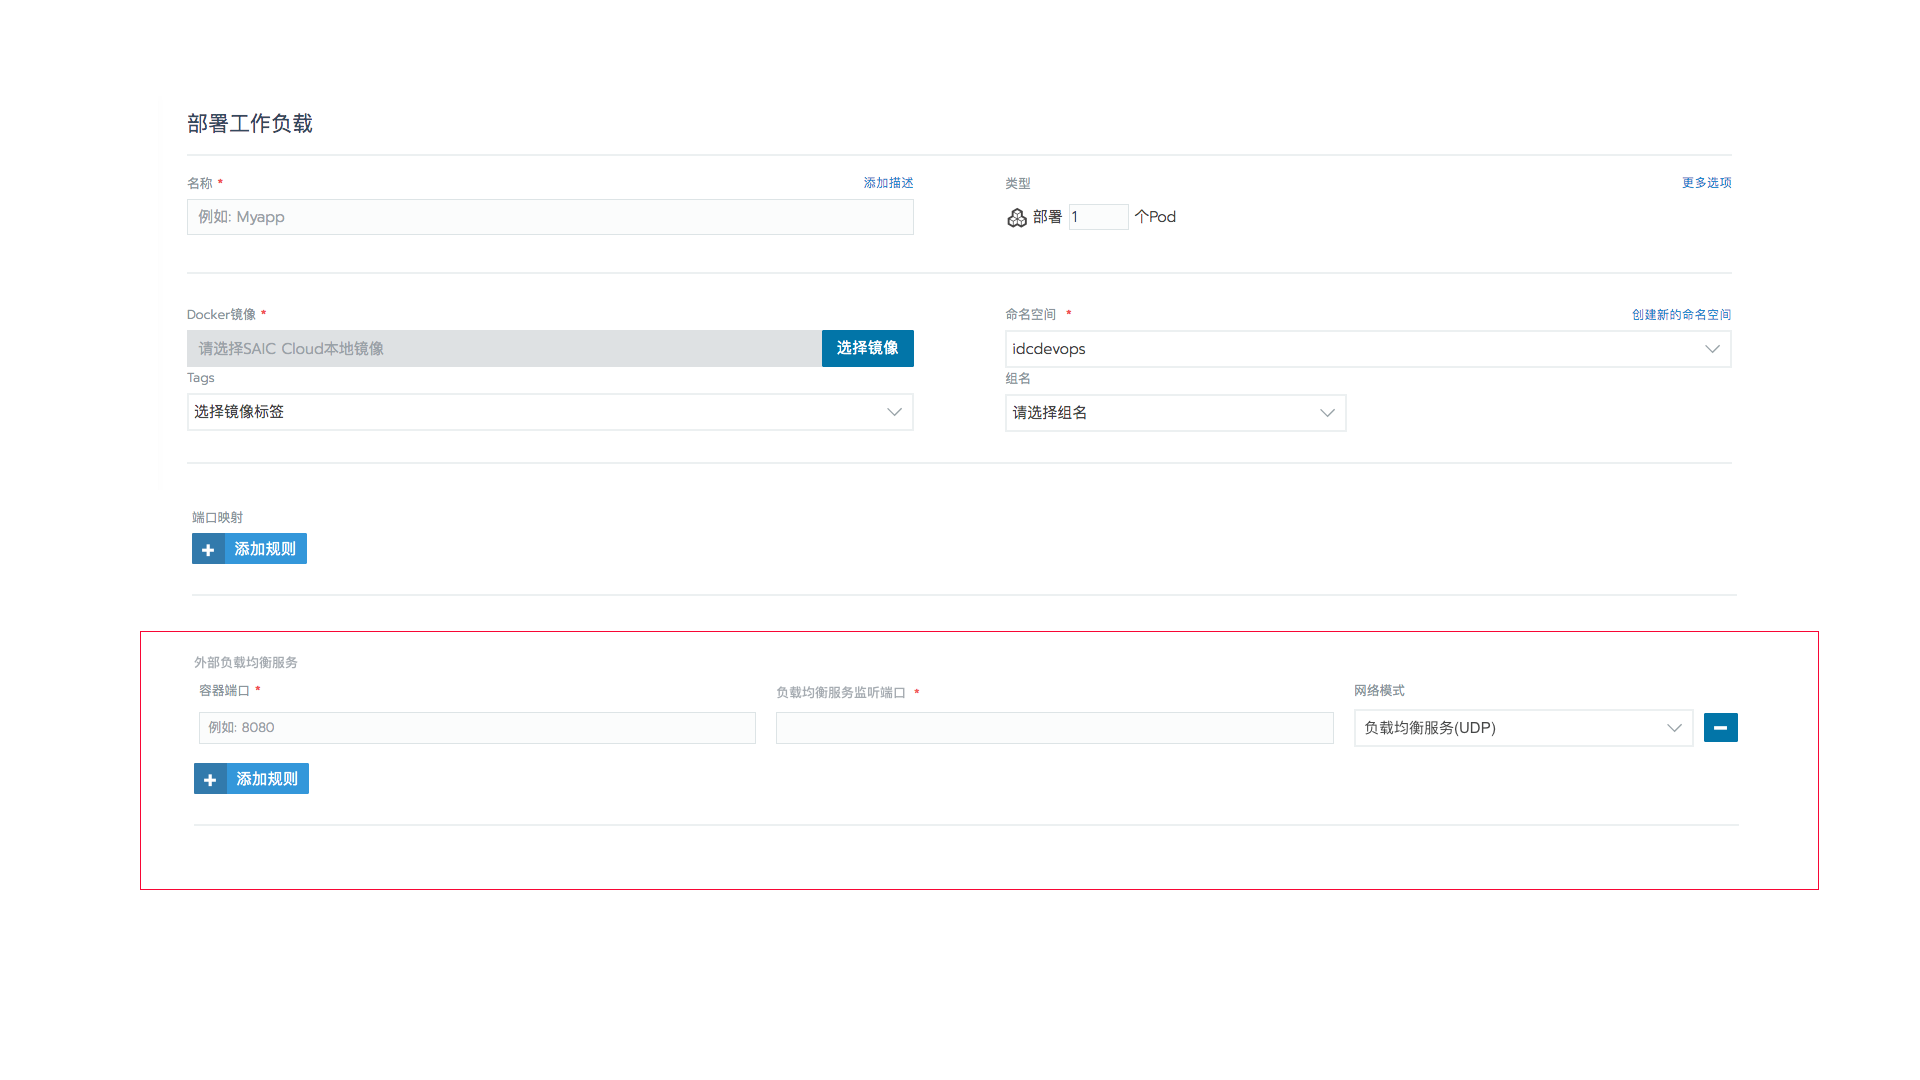 部署工作负载
名称 *
添加描述
例如: Myapp
类型
更多选项
部署 1 个Pod
Docker镜像 *
请选择SAIC Cloud本地镜像
选择镜像
Tags
选择镜像标签
命名空间 *
创建新的命名空间
idcdevops
组名
请选择组名
端口映射
添加规则
外部负载均衡服务
容器端口 *
负载均衡服务监听端口 *
网络模式
例如: 8080
负载均衡服务(UDP)
添加规则